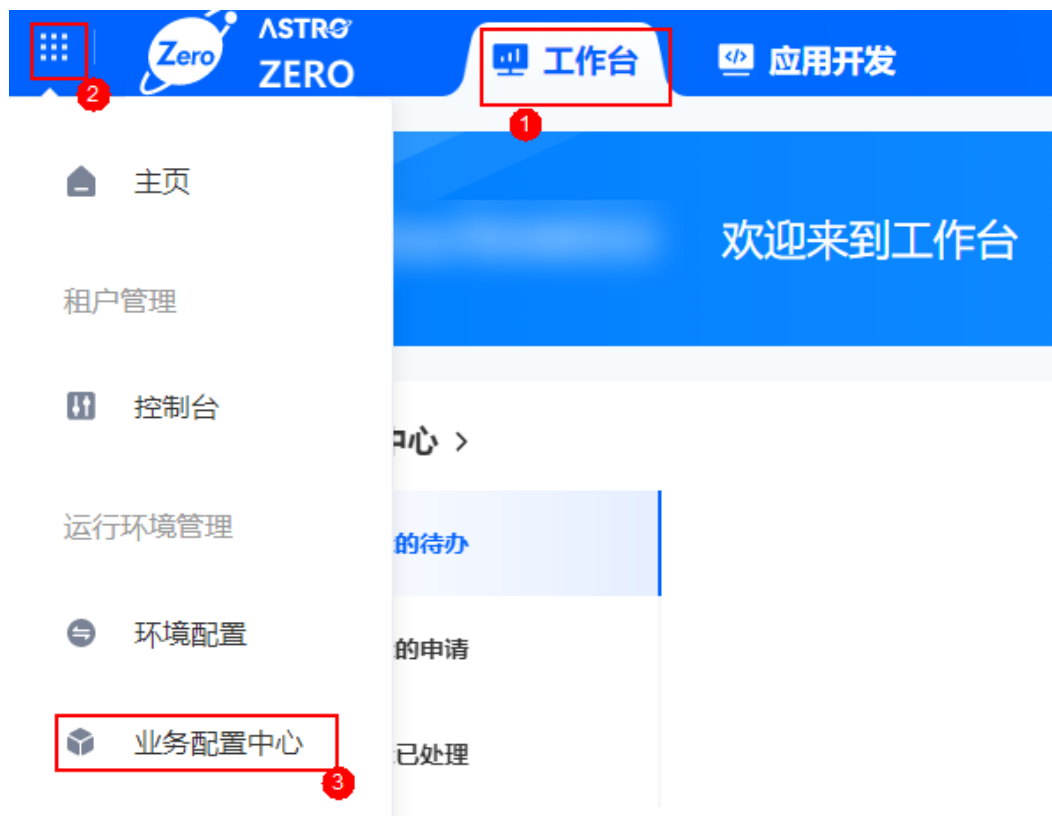 Zero
ASTRO
ZERO
工作台
应用开发
2
1
主页
欢迎来到工作台
租户管理
控制台
中心 >
运行环境管理
的待办
环境配置
的申请
业务配置中心
已处理
3